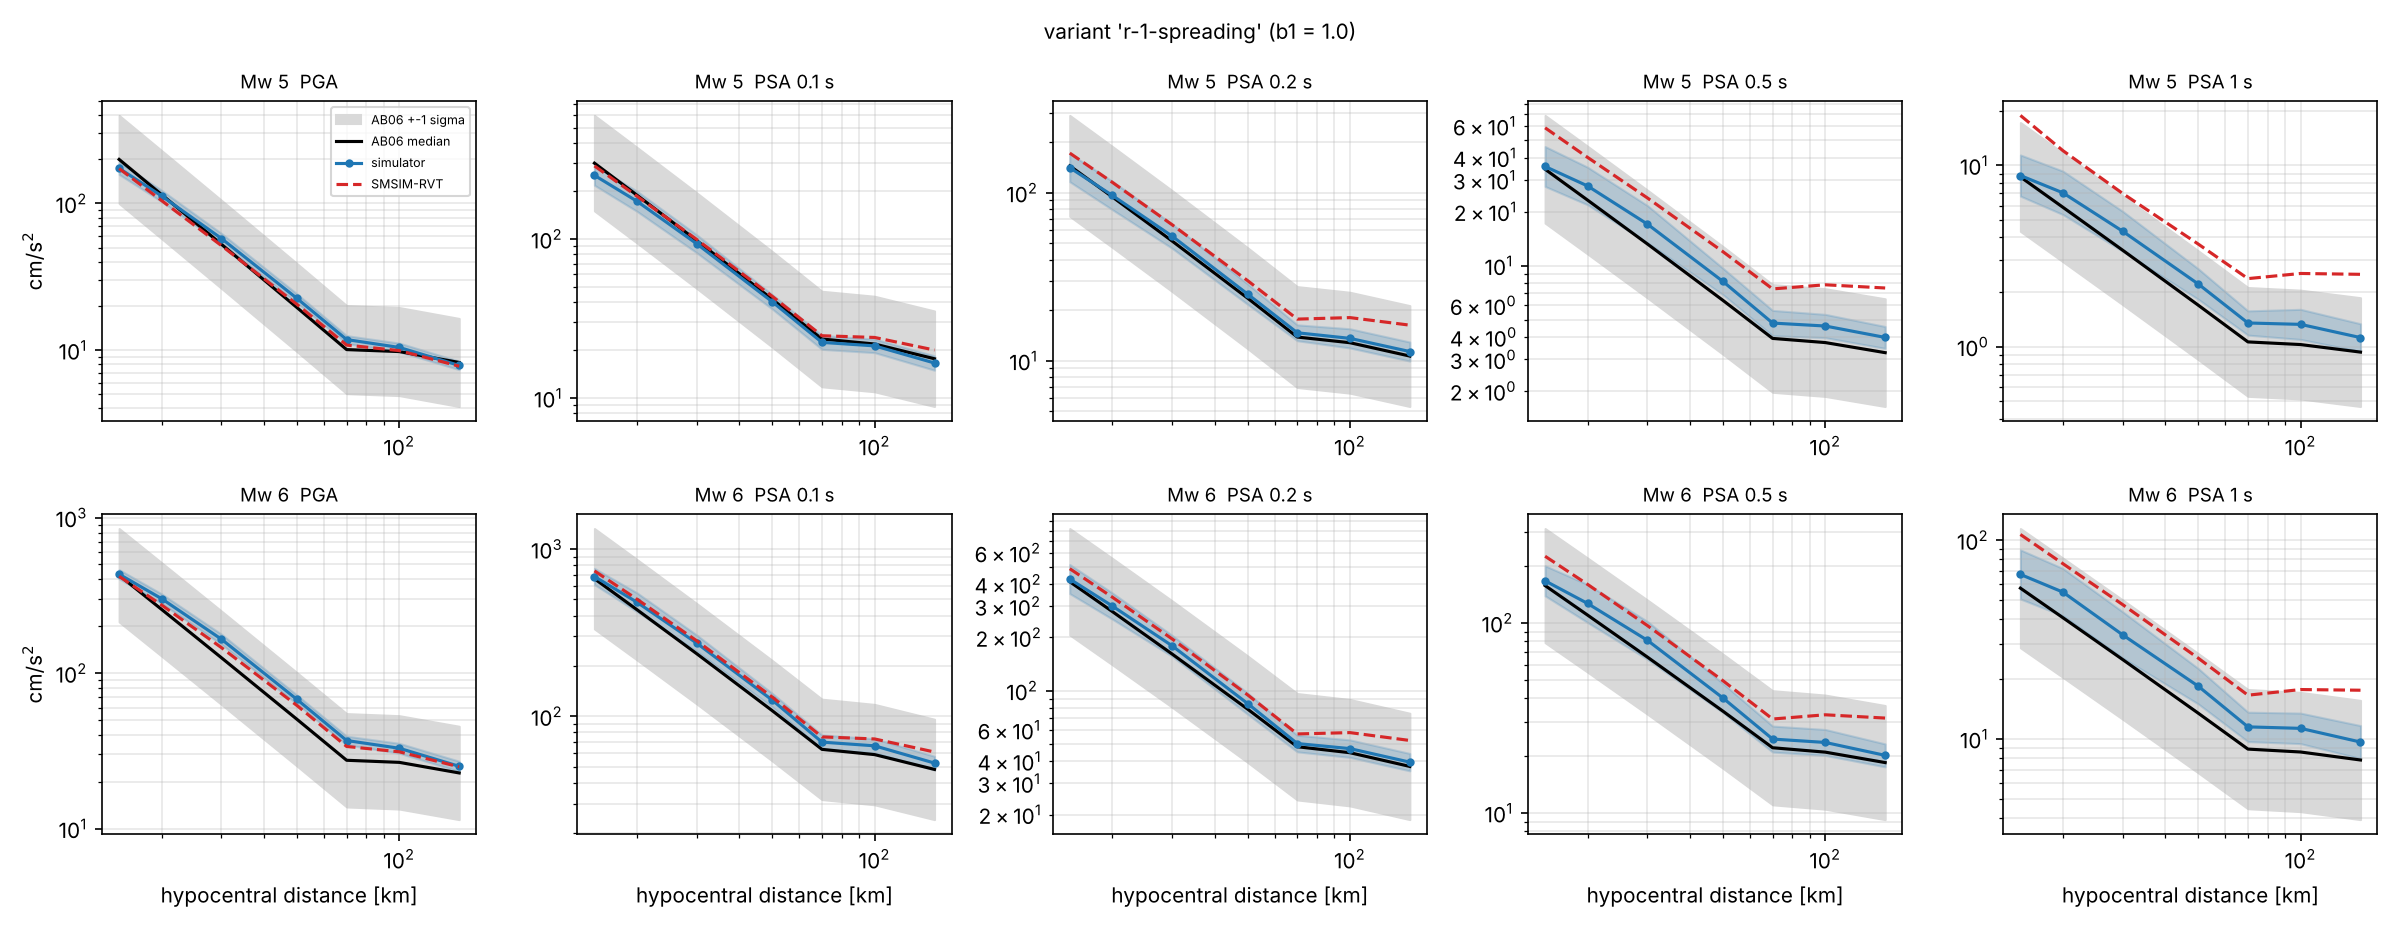 variant 'r-1-spreading' (b1 = 1.0)
Mw 5  PGA
Mw 5  PSA 0.1 s
Mw 5  PSA 0.2 s
Mw 5  PSA 0.5 s
Mw 5  PSA 1 s
AB06 +-1 sigma
AB06 median
simulator
SMSIM-RVT
cm/s²
10²
10¹
10²
10²
10¹
10²
10²
10¹
10²
6 × 10¹
4 × 10¹
3 × 10¹
2 × 10¹
10¹
6 × 10⁰
4 × 10⁰
3 × 10⁰
2 × 10⁰
10²
10¹
10⁰
10²
Mw 6  PGA
Mw 6  PSA 0.1 s
Mw 6  PSA 0.2 s
Mw 6  PSA 0.5 s
Mw 6  PSA 1 s
cm/s²
10³
10²
10¹
10²
10³
10²
10²
6 × 10²
4 × 10²
3 × 10²
2 × 10²
10²
6 × 10¹
4 × 10¹
3 × 10¹
2 × 10¹
10²
10²
10¹
10²
10²
10¹
10²
hypocentral distance [km]
hypocentral distance [km]
hypocentral distance [km]
hypocentral distance [km]
hypocentral distance [km]